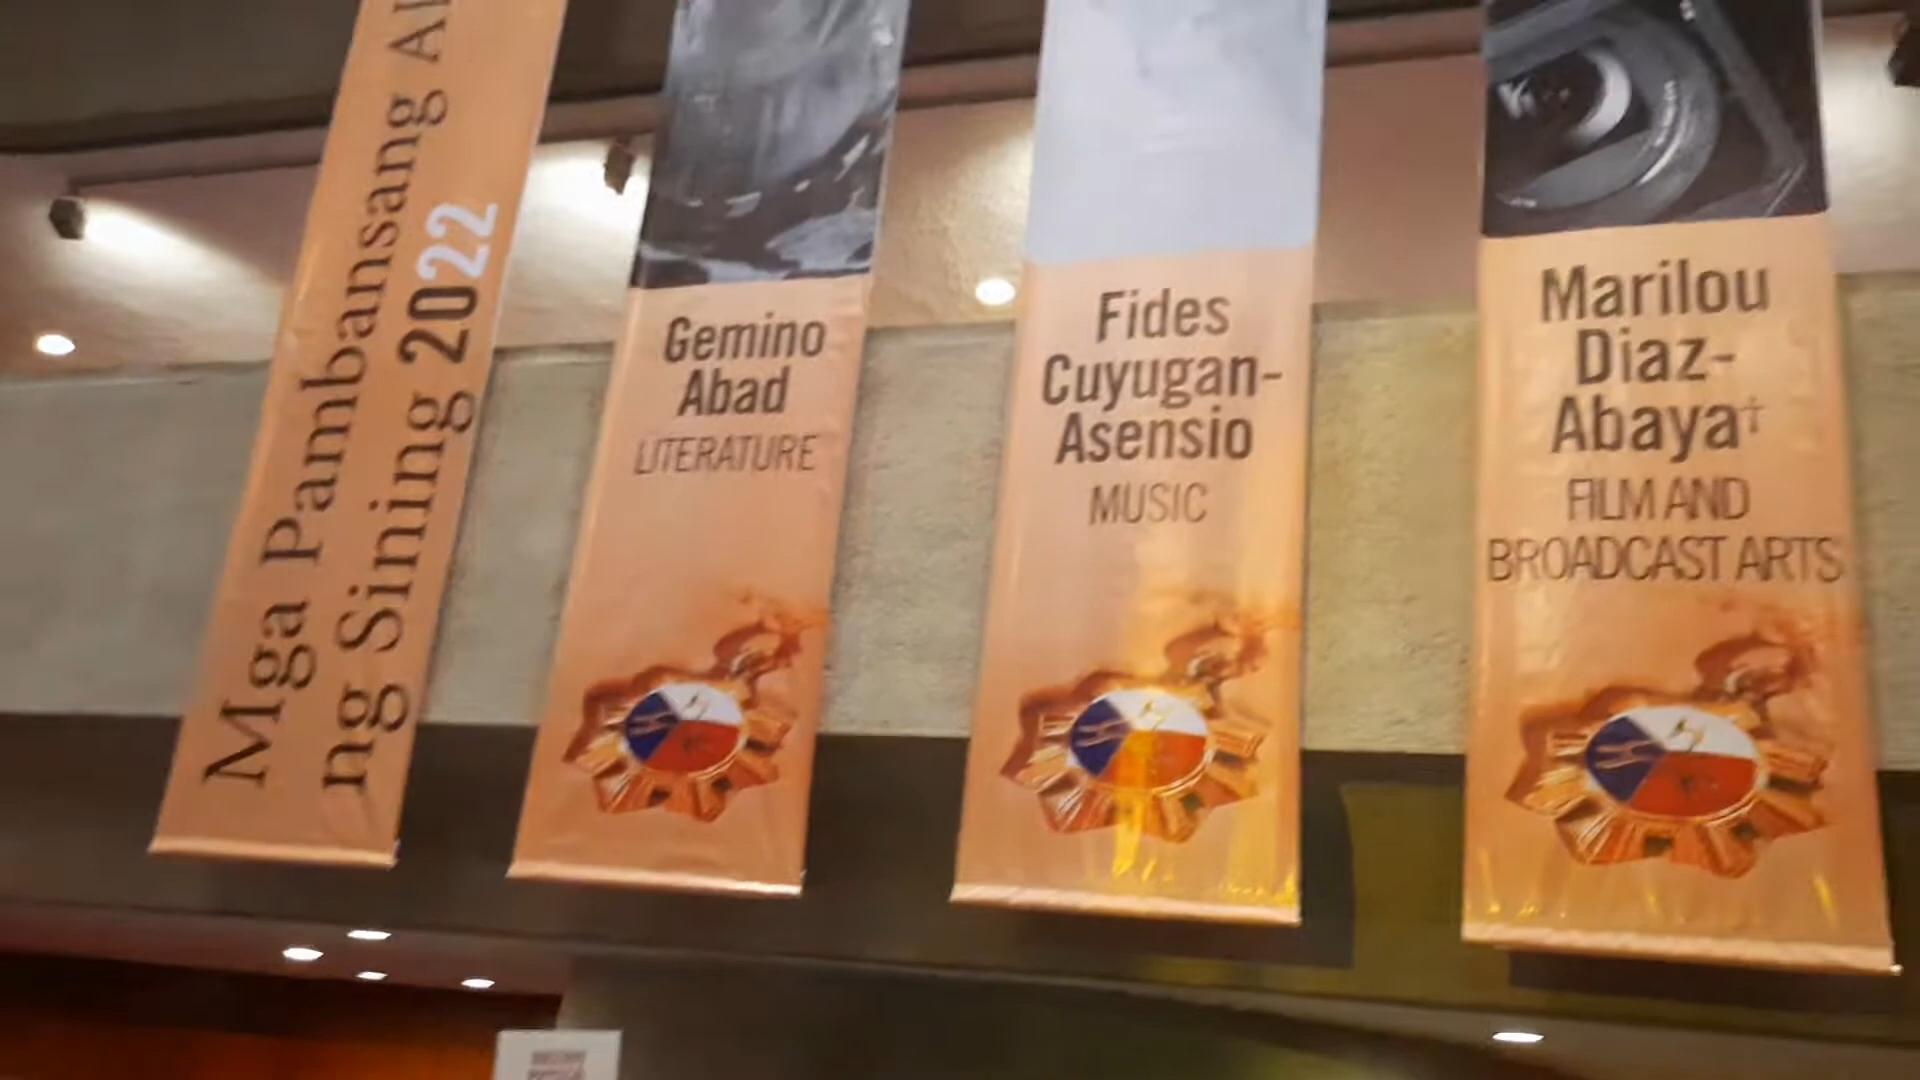 Mga Pambansang
ng Sining 2022
Gemino
Abad
LITERATURE
Fides
Cuyugan-
Asensio
MUSIC
Marilou
Diaz-
Abaya†
FILM AND
BROADCAST ARTS